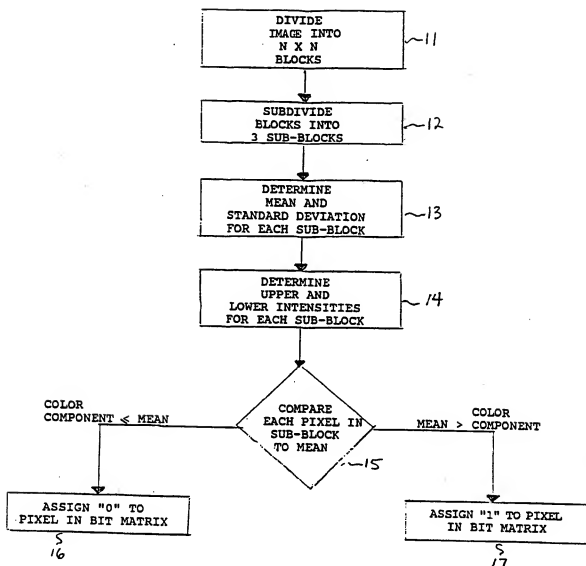 DIVIDE
IMAGE INTO
N X N
BLOCKS
11
SUBDIVIDE
BLOCKS INTO
3 SUB-BLOCKS
12
DETERMINE
MEAN AND
STANDARD DEVIATION
FOR EACH SUB-BLOCK
13
DETERMINE
UPPER AND
LOWER INTENSITIES
FOR EACH SUB-BLOCK
14
COLOR
COMPONENT ≤ MEAN
COMPARE
EACH PIXEL IN
SUB-BLOCK
TO MEAN
15
COLOR
MEAN > COMPONENT
ASSIGN "0" TO
PIXEL IN BIT MATRIX
16
ASSIGN "1" TO PIXEL
IN BIT MATRIX
17